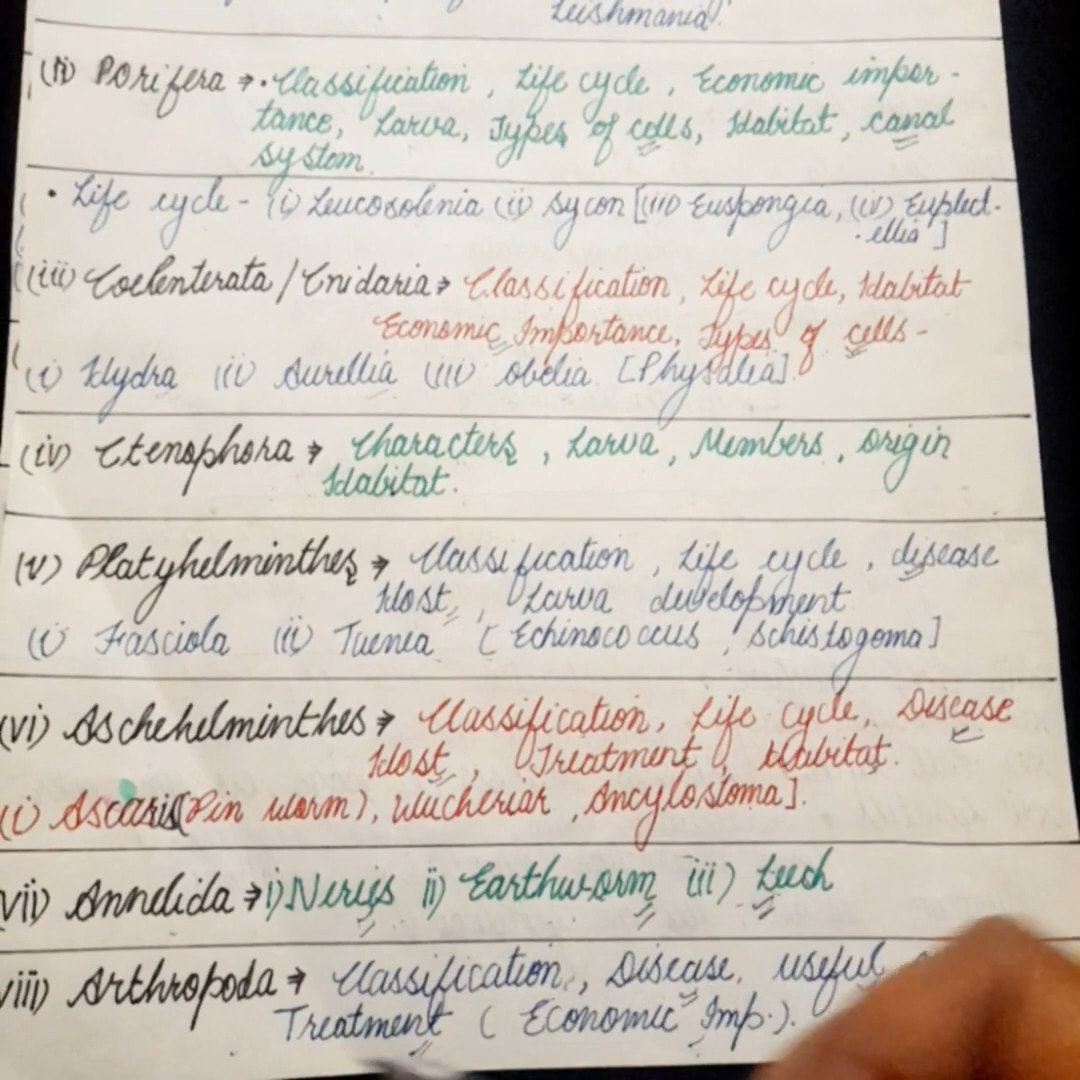 Leishmania.
(ii) Porifera → • Classification, Life cycle, Economic impor-
tance, Larva, Types of cells, Habitat, canal
system.
• Life cycle - (i) Leucosolenia (ii) Sycon [(iii) Euspongia, (iv) Euplect-
-ellia]
(iii) Coelenterata / Cnidaria → Classification, Life cycle, Habitat
Economic Importance, Types of cells -
(i) Hydra (ii) Aurellia (iii) Obelia [Physalia].
(iv) Ctenophora → Characters, Larva, Members, origin
Habitat.
(v) Platyhelminthes → Classification, Life cycle, disease
Host, Larva development
(i) Fasciola (ii) Taenea [Echinococcus, Schistogoma]
(vi) Aschehelminthes → Classification, Life cycle, Disease
Host, Treatment, Habitat.
(i) Ascaris (Pin worm), Wucheriar, Ancylostoma].
vii) Annelida → i) Neries ii) Earthworm iii) Leech
viii) Arthropoda → Classification, Disease, useful
Treatment (Economic Imp.).